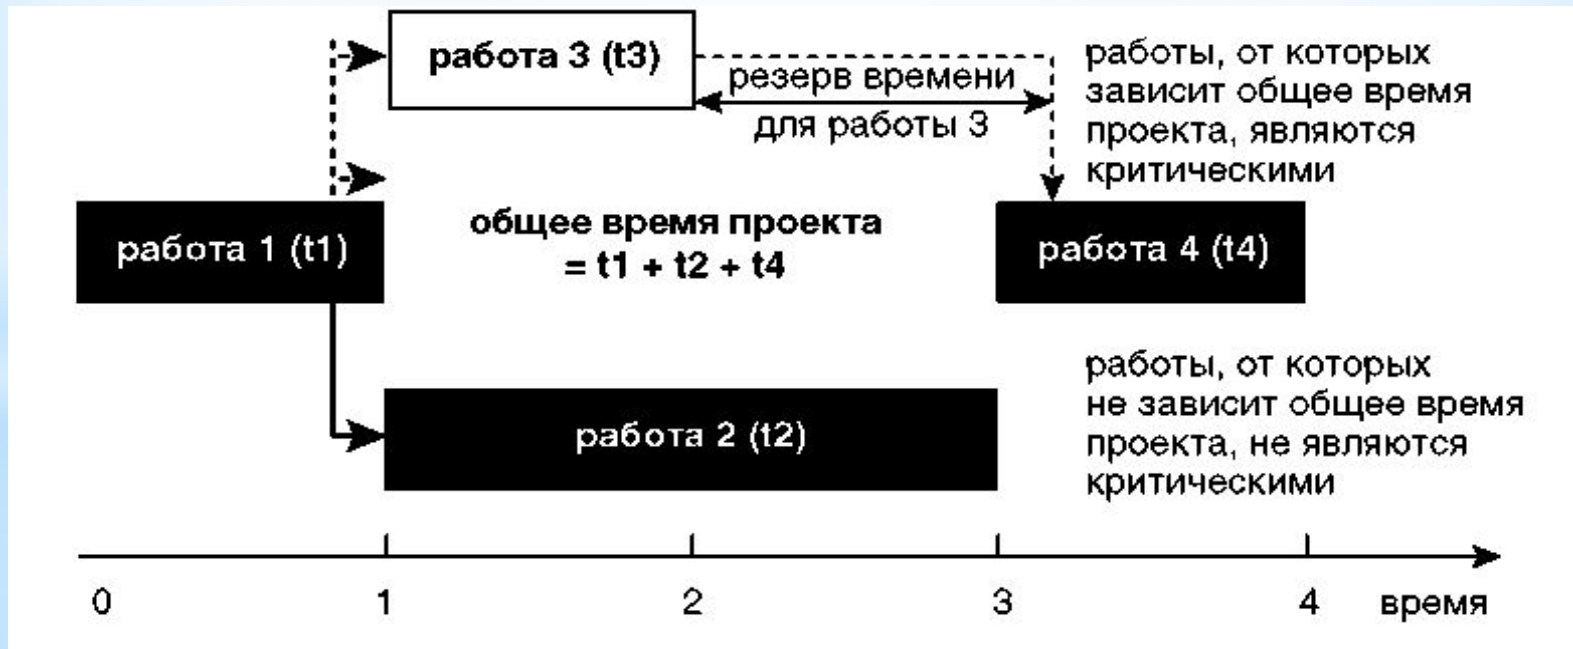 работа 3 (t3)
резерв времени
для работы 3
работы, от которых
зависит общее время
проекта, являются
критическими
работа 1 (t1)
общее время проекта
= t1 + t2 + t4
работа 4 (t4)
работа 2 (t2)
работы, от которых
не зависит общее время
проекта, не являются
критическими
0 1 2 3 4 время